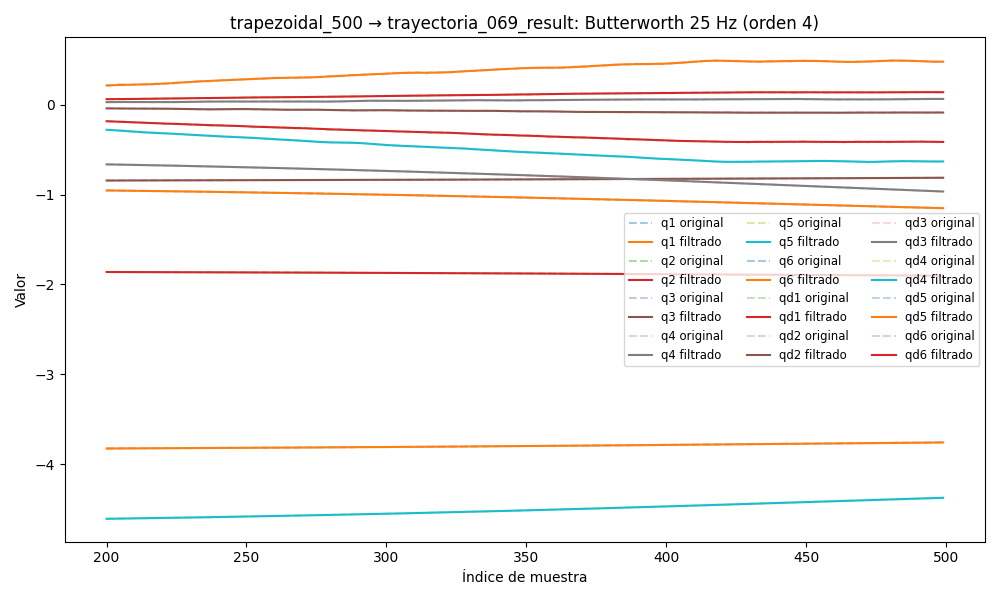 trapezoidal_500 → trayectoria_069_result: Butterworth 25 Hz (orden 4)
Valor
0
−1
−2
−3
−4
q1 original
q1 filtrado
q2 original
q2 filtrado
q3 original
q3 filtrado
q4 original
q4 filtrado
q5 original
q5 filtrado
q6 original
q6 filtrado
qd1 original
qd1 filtrado
qd2 original
qd2 filtrado
qd3 original
qd3 filtrado
qd4 original
qd4 filtrado
qd5 original
qd5 filtrado
qd6 original
qd6 filtrado
200
250
300
350
400
450
500
Índice de muestra